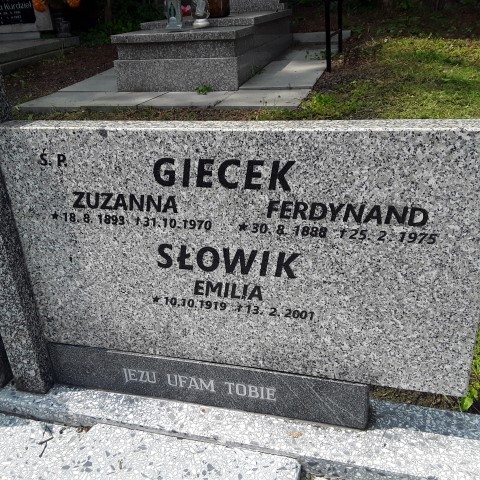 Ś. P.
GIECEK
ZUZANNA FERDYNAND
★18. 8. 1893 †31.10.1970 ★30. 8. 1888 †25. 2. 1975
SŁOWIK
EMILIA
★10.10.1919 †13. 2. 2001
JEZU UFAM TOBIE